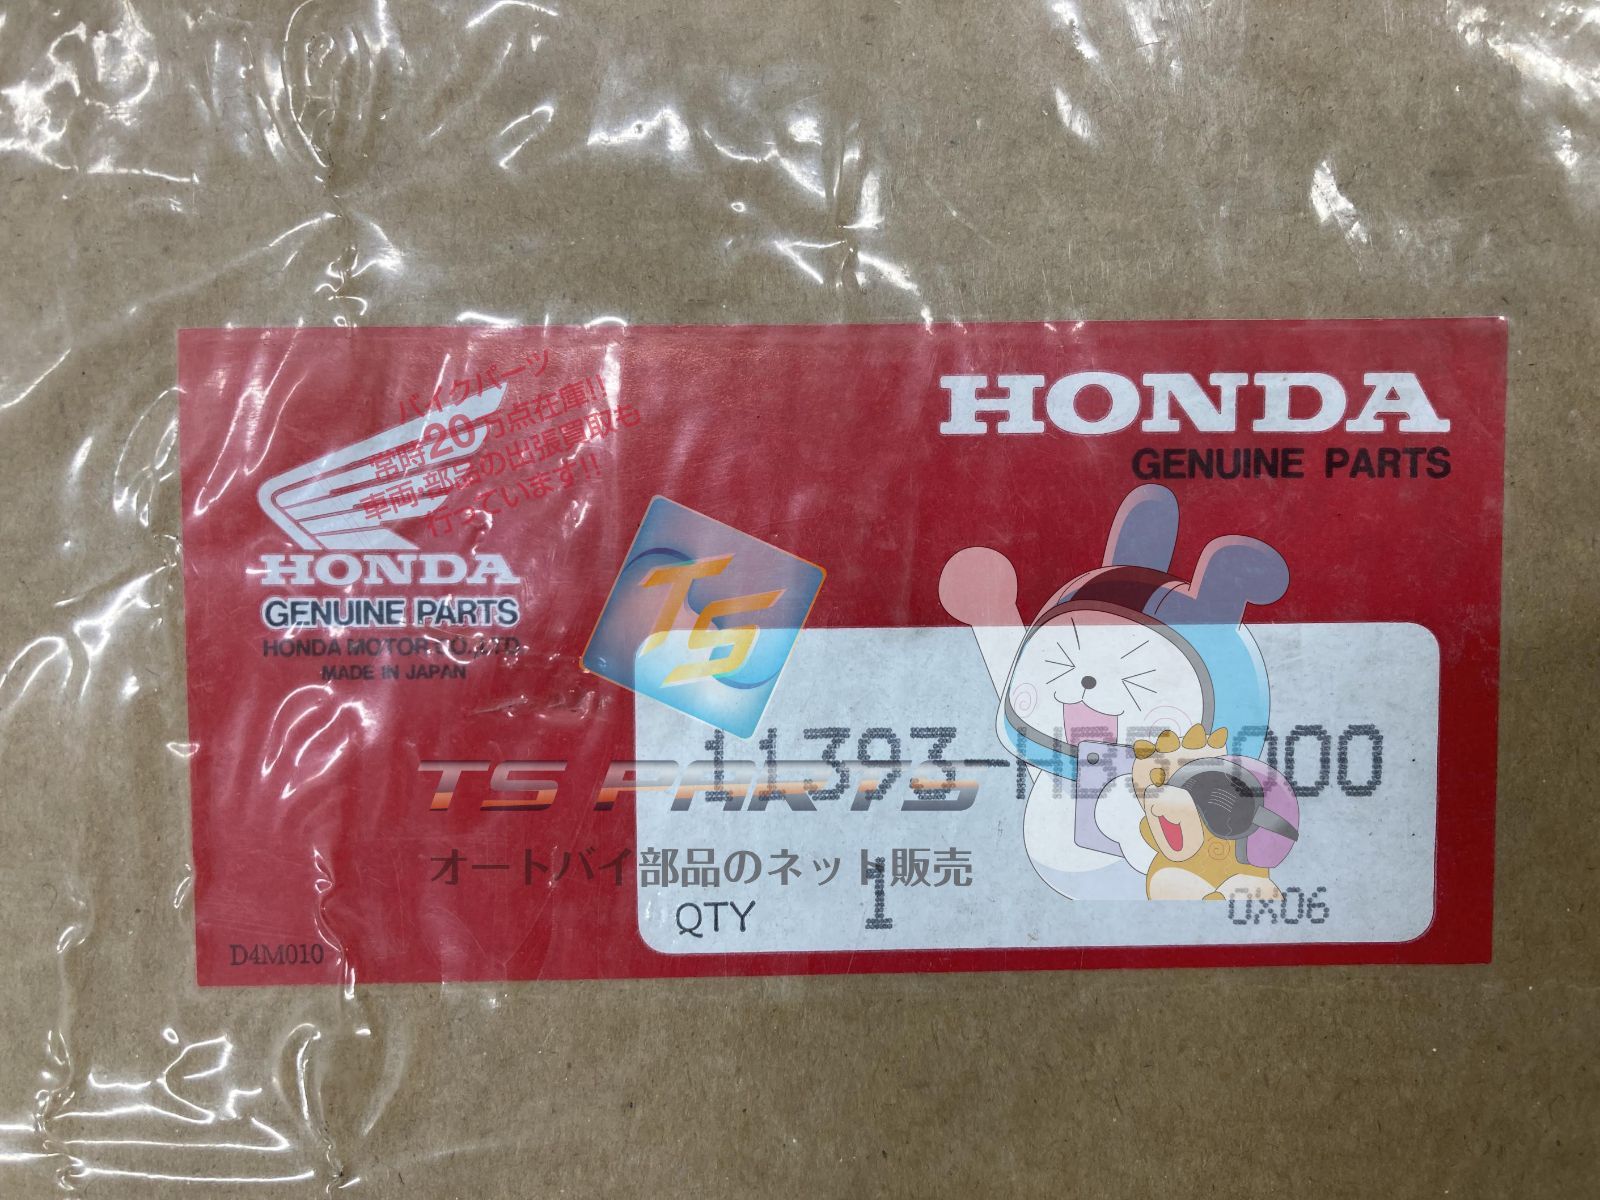 HONDA
GENUINE PARTS
バイクパーツ
常時20万点在庫!!
車両・部品の出張買取も
行っています!!
HONDA
GENUINE PARTS
HONDA MOTOR CO.,LTD.
MADE IN JAPAN
TS
TS PARTS
オートバイ部品のネット販売
QTY 1
0X06
D4M010